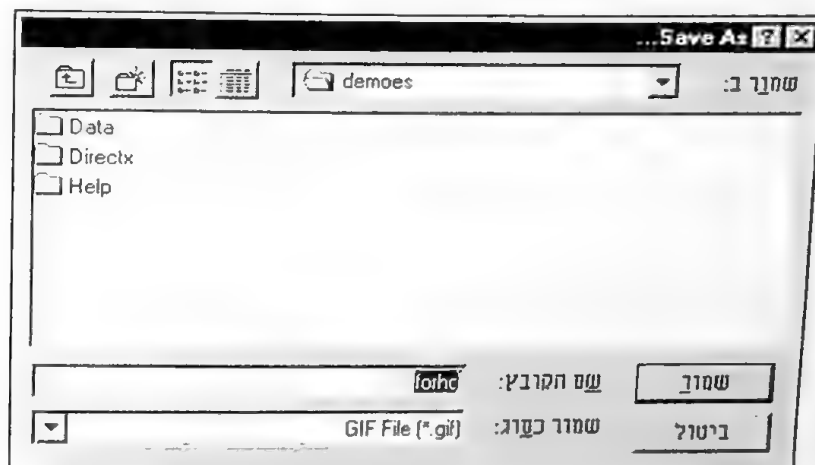 Save As...
שמור ב:
demoes
Data
Directx
Help
שם הקובץ:
forhc
שמור
שמור כסוג:
GIF File (*.gif)
ביטול